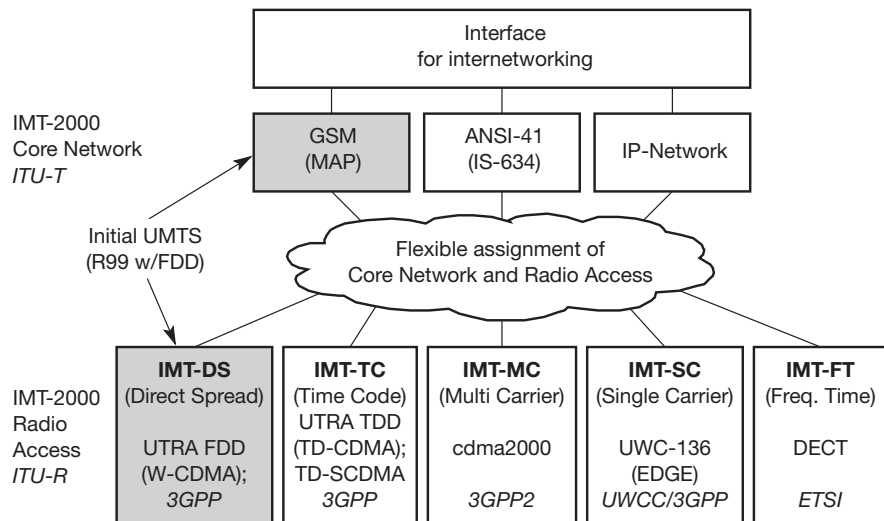 Interface
for internetworking
IMT-2000
Core Network
ITU-T
GSM
(MAP)
ANSI-41
(IS-634)
IP-Network
Initial UMTS
(R99 w/FDD)
Flexible assignment of
Core Network and Radio Access
IMT-2000
Radio
Access
ITU-R
IMT-DS
(Direct Spread)
UTRA FDD
(W-CDMA);
3GPP
IMT-TC
(Time Code)
UTRA TDD
(TD-CDMA);
TD-SCDMA
3GPP
IMT-MC
(Multi Carrier)
cdma2000
3GPP2
IMT-SC
(Single Carrier)
UWC-136
(EDGE)
UWCC/3GPP
IMT-FT
(Freq. Time)
DECT
ETSI